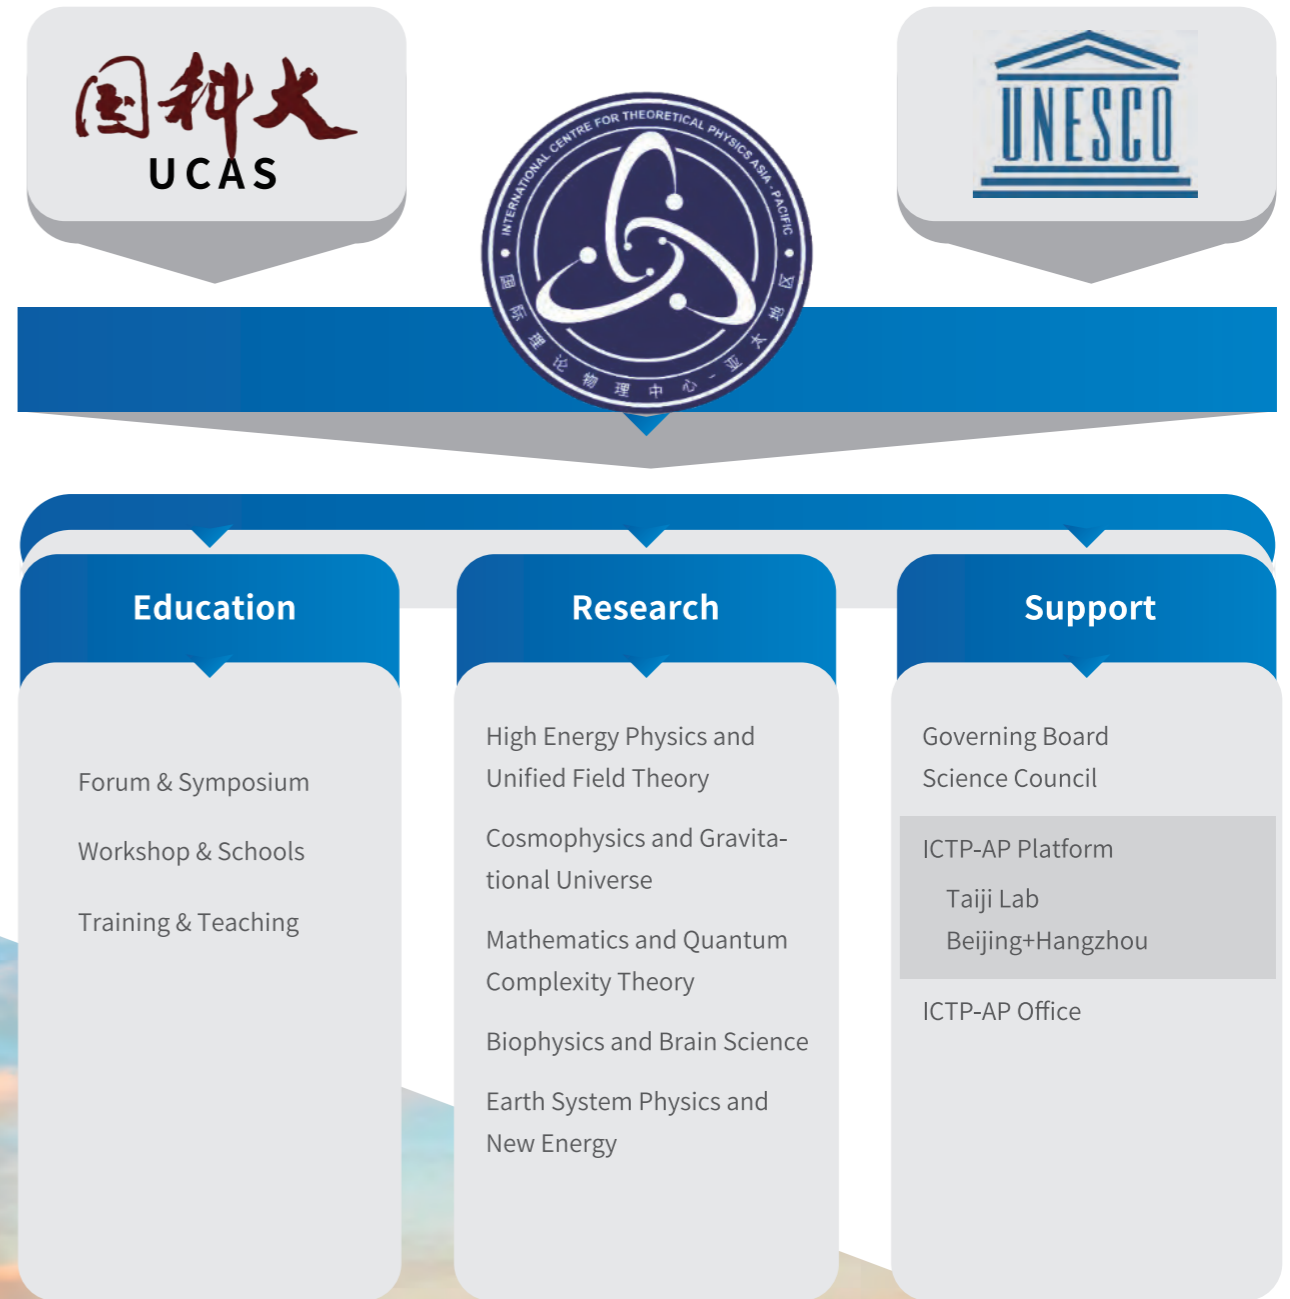 国科大
UCAS
INTERNATIONAL CENTRE FOR THEORETICAL PHYSICS ASIA - PACIFIC
国际理论物理中心-亚太地区
UNESCO
Education
Forum & Symposium
Workshop & Schools
Training & Teaching
Research
High Energy Physics and
Unified Field Theory
Cosmophysics and Gravita-
tional Universe
Mathematics and Quantum
Complexity Theory
Biophysics and Brain Science
Earth System Physics and
New Energy
Support
Governing Board
Science Council
ICTP-AP Platform
Taiji Lab
Beijing+Hangzhou
ICTP-AP Office